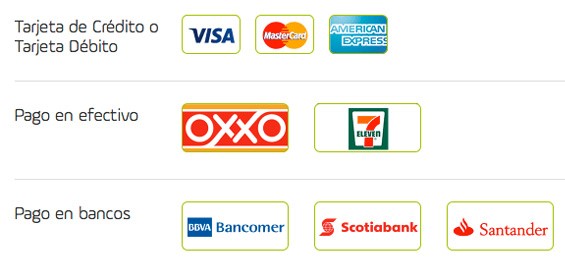 Tarjeta de Crédito o
Tarjeta Débito
VISA
MasterCard
AMERICAN
EXPRESS
Pago en efectivo
OXXO
7
ELEVEN
Pago en bancos
BBVA Bancomer
Scotiabank
Santander